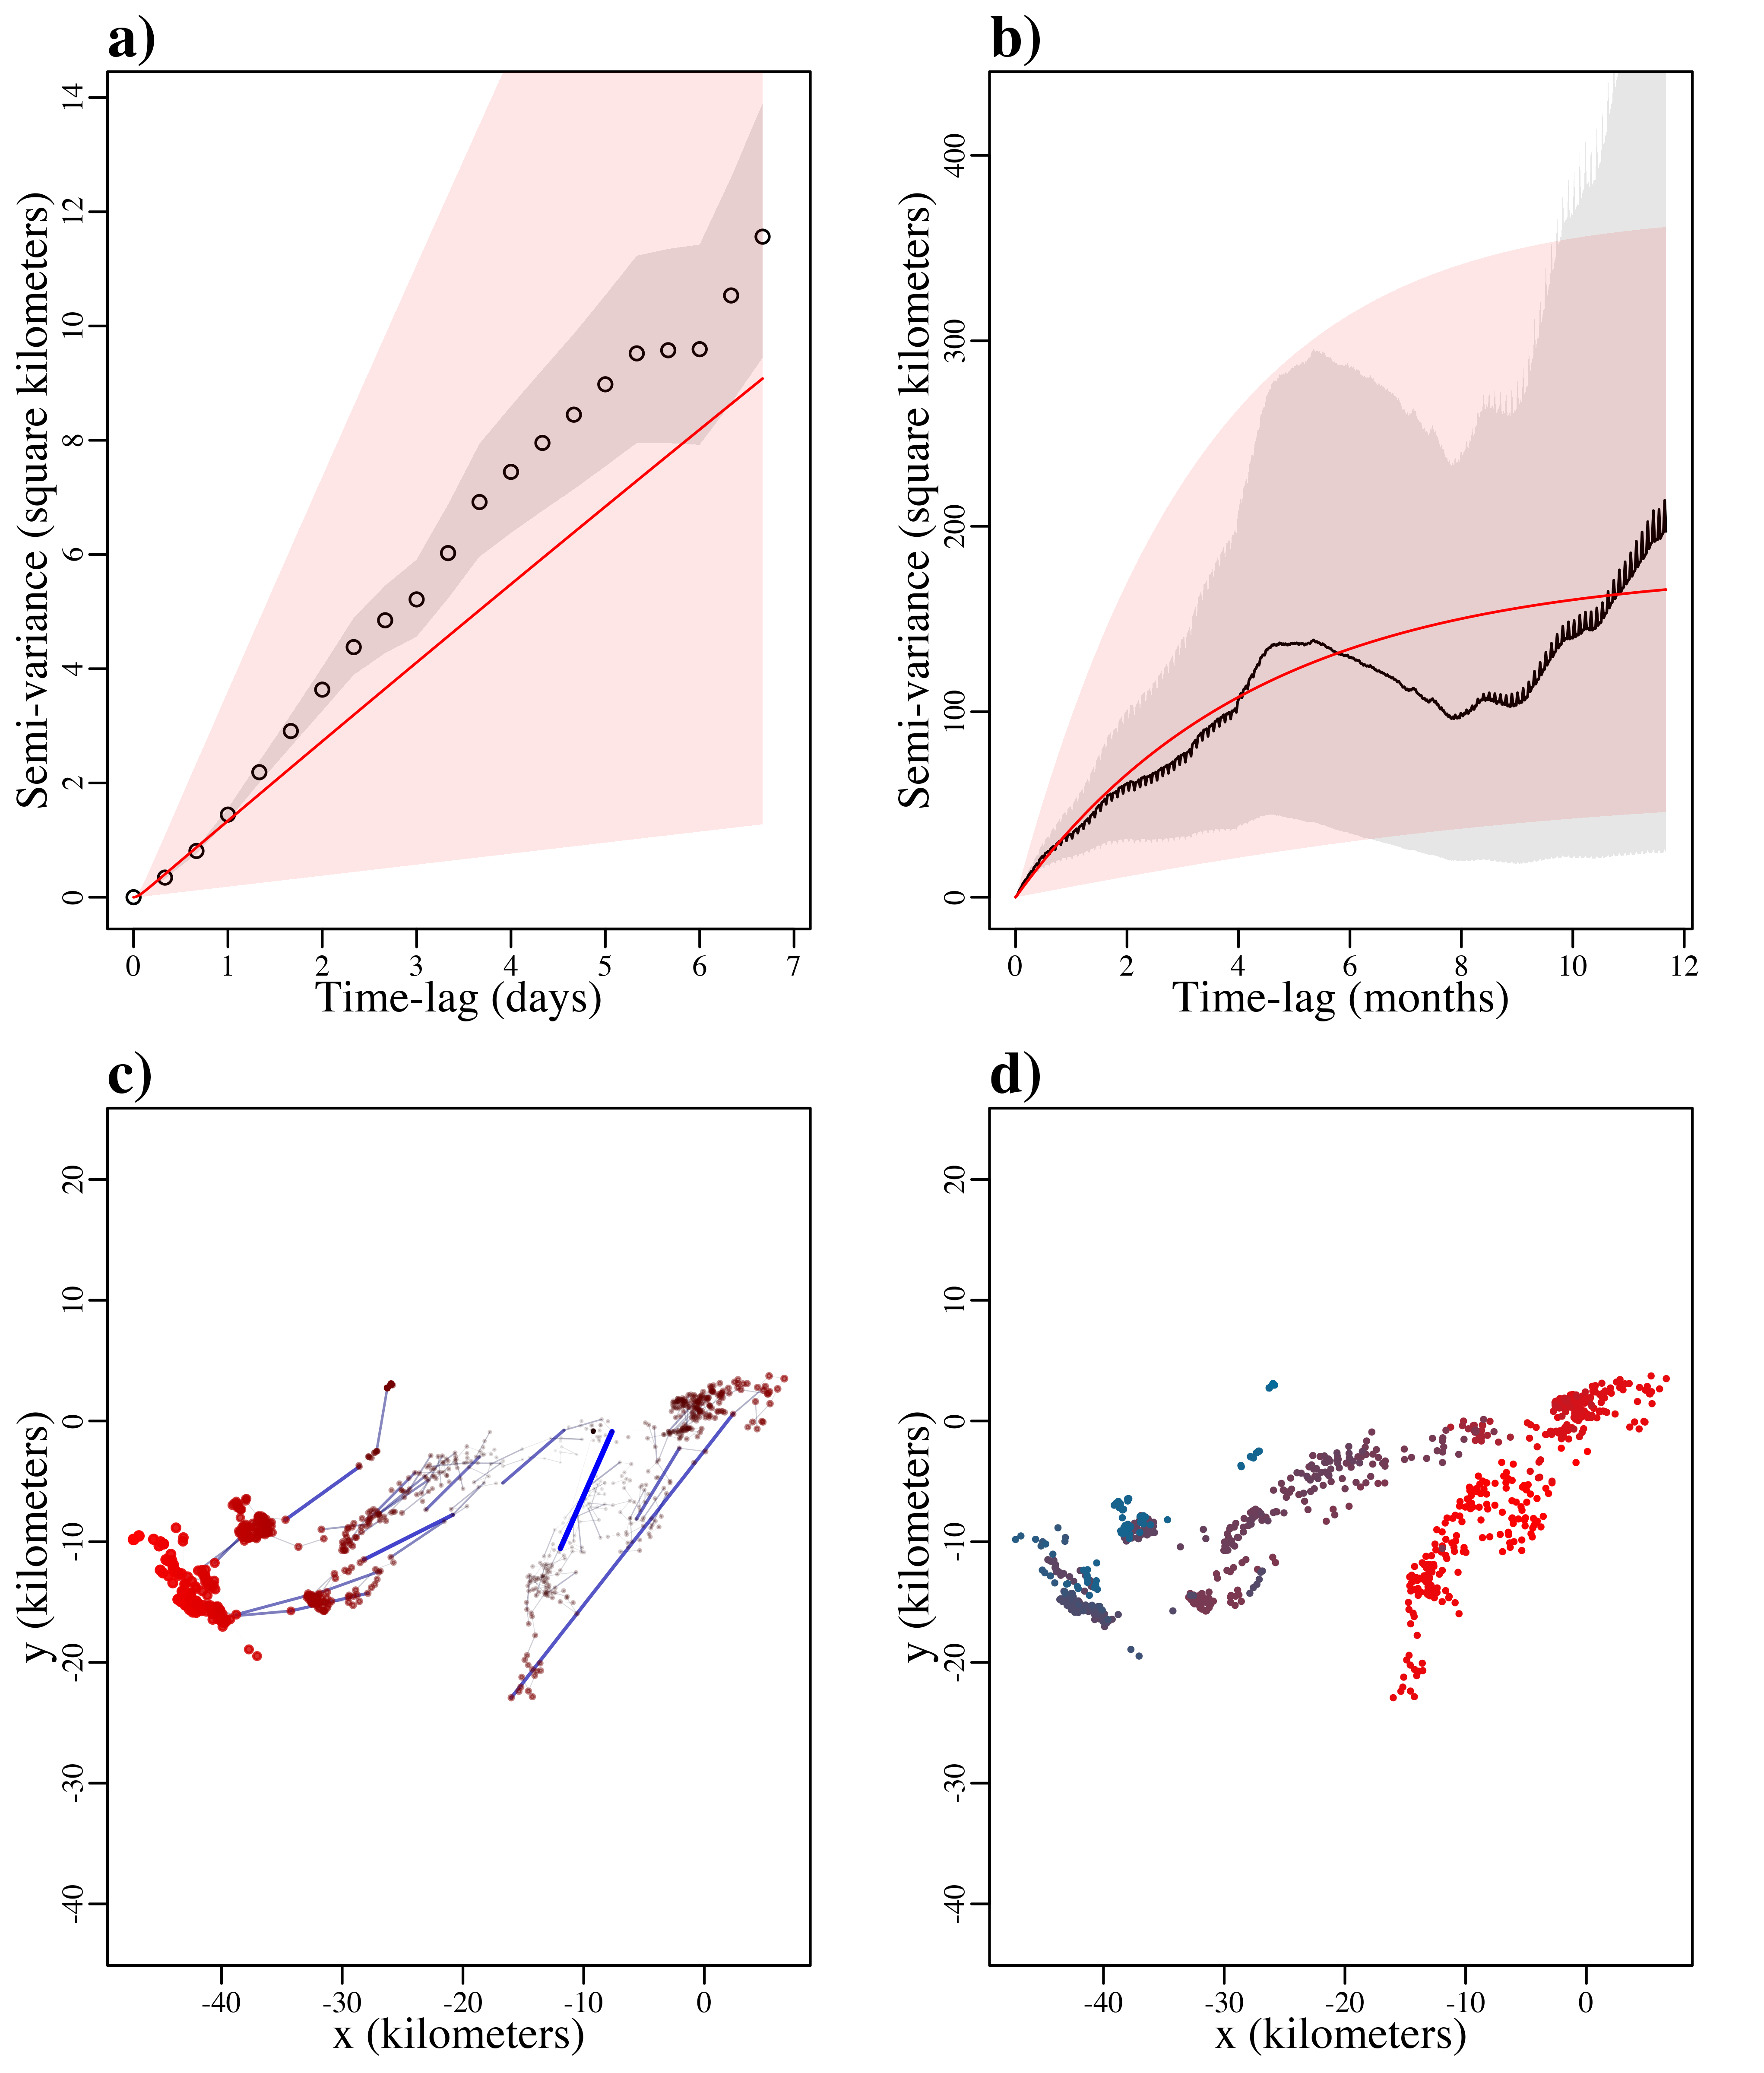 a)
Semi-variance (square kilometers)
14
12
10
8
6
4
2
0
0 1 2 3 4 5 6 7
Time-lag (days)
b)
Semi-variance (square kilometers)
400
300
200
100
0
0 2 4 6 8 10 12
Time-lag (months)
c)
y (kilometers)
20
10
0
-10
-20
-30
-40
-40 -30 -20 -10 0
x (kilometers)
d)
y (kilometers)
20
10
0
-10
-20
-30
-40
-40 -30 -20 -10 0
x (kilometers)